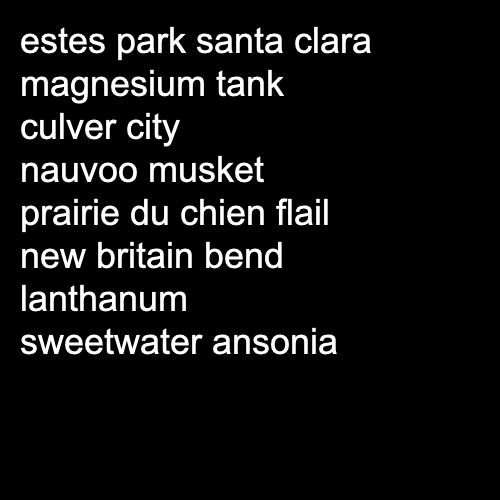 estes park santa clara
magnesium tank
culver city
nauvoo musket
prairie du chien flail
new britain bend
lanthanum
sweetwater ansonia